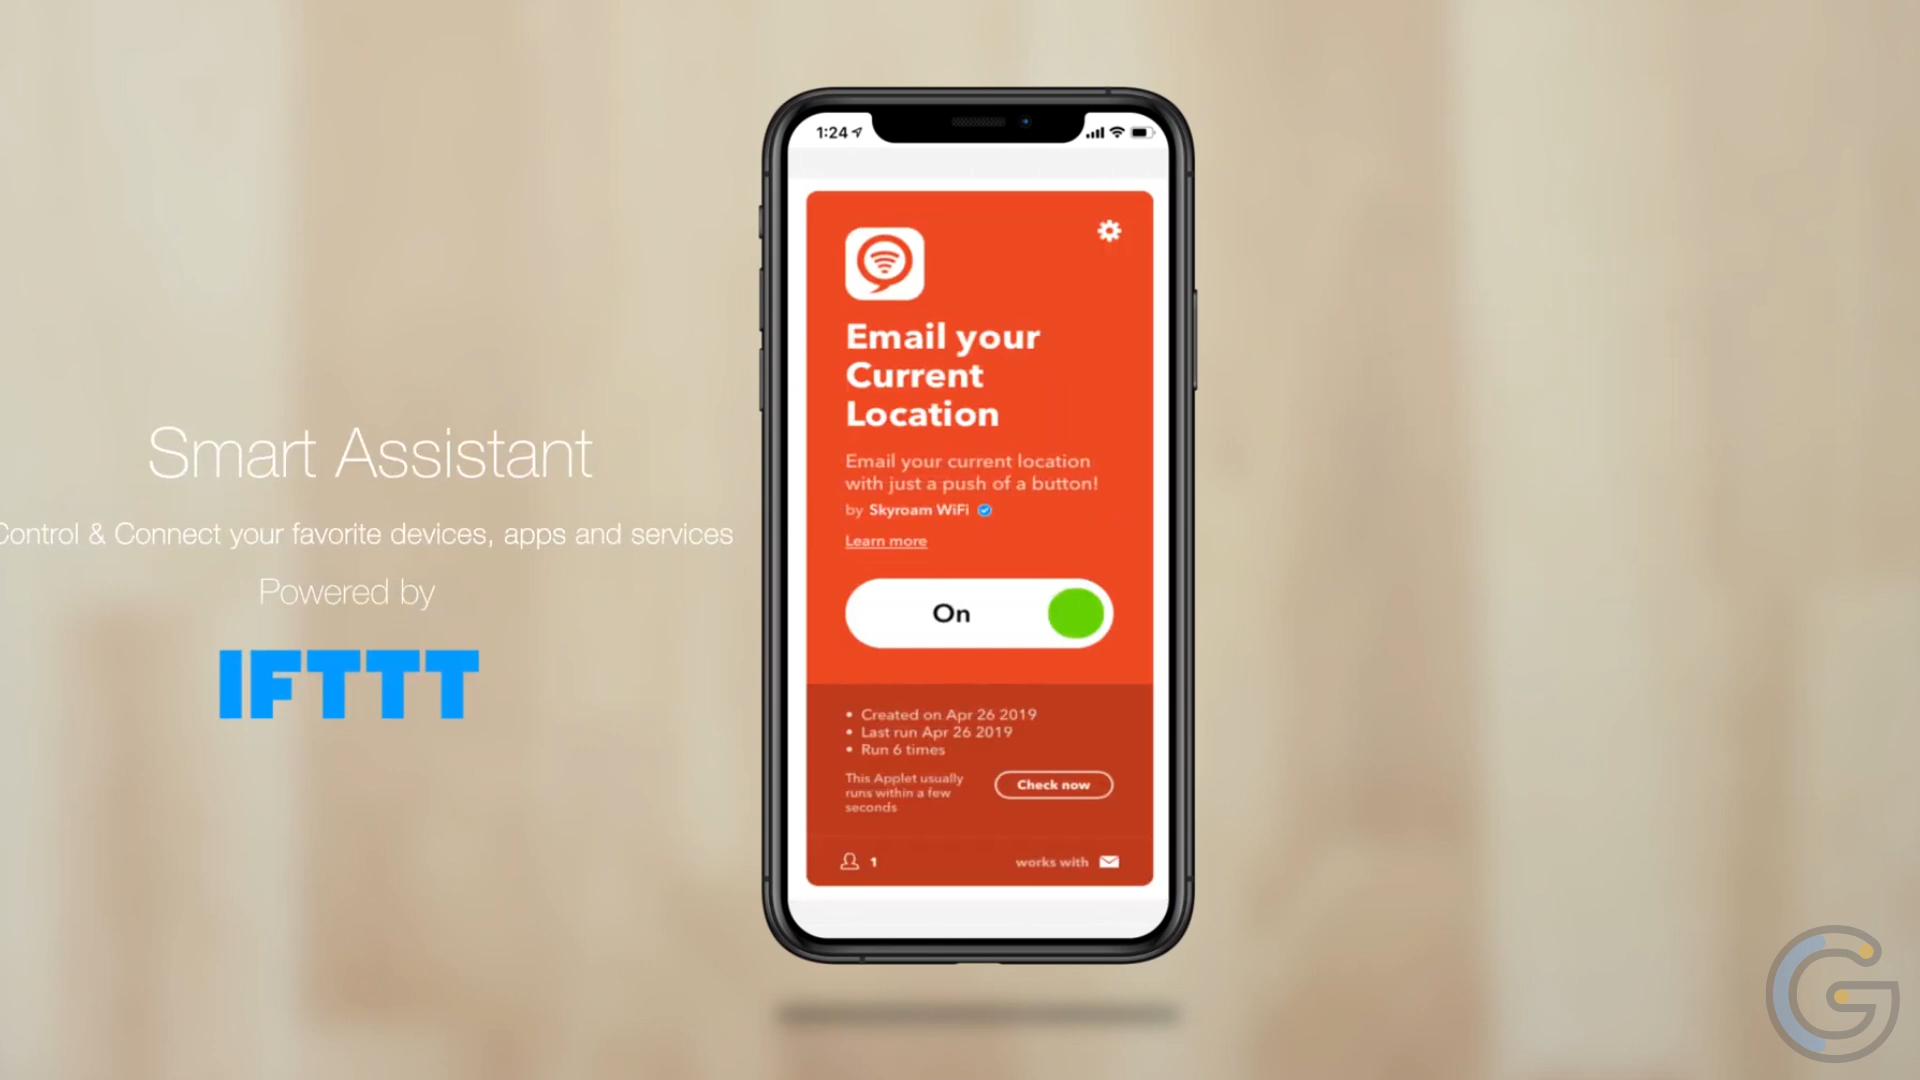 Smart Assistant
Control & Connect your favorite devices, apps and services
Powered by
IFTTT
1:24
Email your
Current
Location
Email your current location
with just a push of a button!
by Skyroam WiFi
Learn more
On
• Created on Apr 26 2019
• Last run Apr 26 2019
• Run 6 times
This Applet usually
runs within a few
seconds
Check now
1
works with